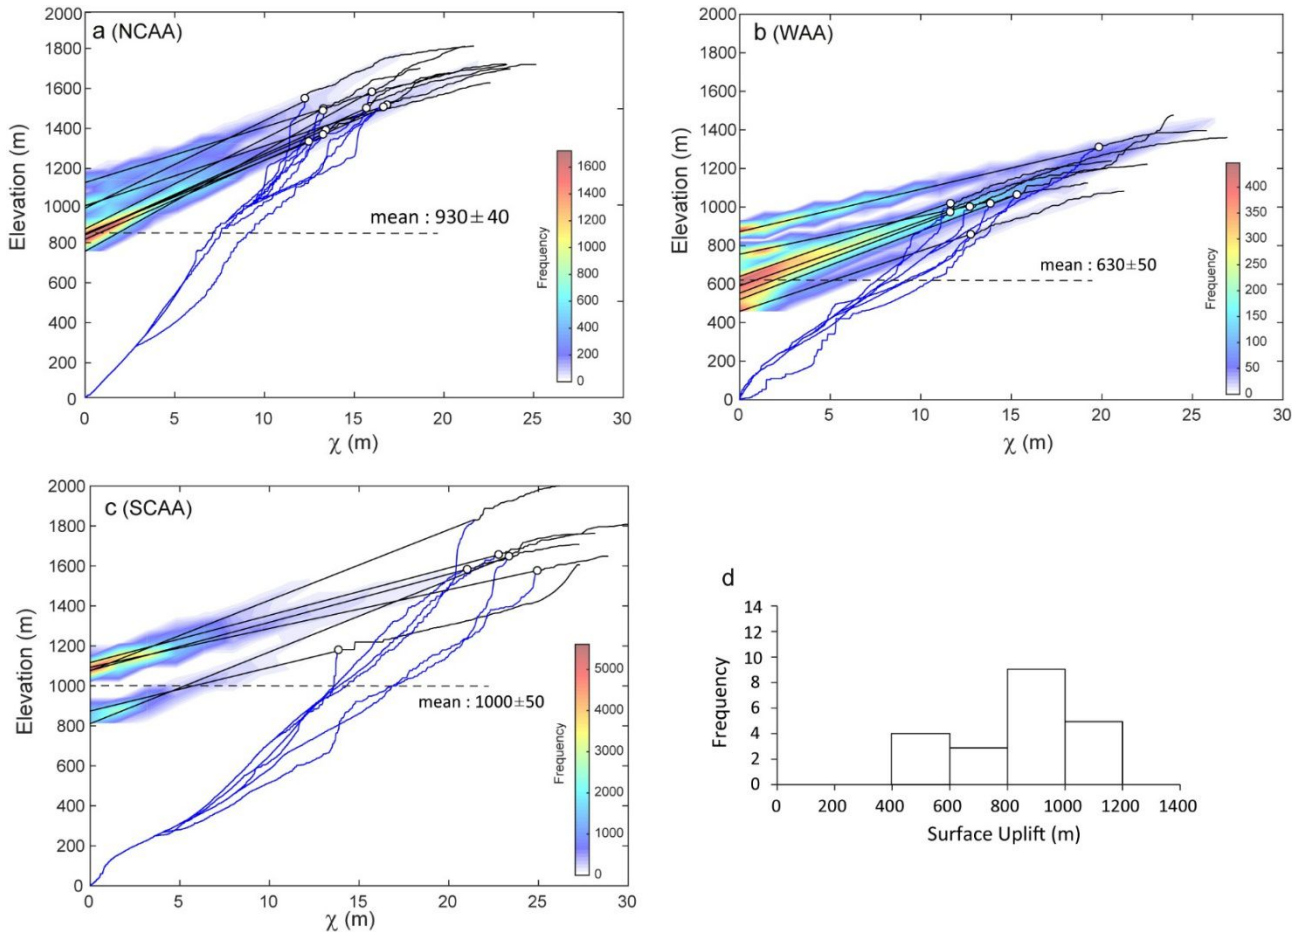 a (NCAA)
2000
1800
1600
1400
1200
1000
800
600
400
200
0
Elevation (m)
mean : 930±40
Frequency
1600
1400
1200
1000
800
600
400
200
0
0 5 10 15 20 25 30
χ (m)
b (WAA)
2000
1800
1600
1400
1200
1000
800
600
400
200
0
Elevation (m)
mean : 630±50
Frequency
400
350
300
250
200
150
100
50
0
0 5 10 15 20 25 30
χ (m)
c (SCAA)
2000
1800
1600
1400
1200
1000
800
600
400
200
0
Elevation (m)
mean : 1000±50
Frequency
5000
4000
3000
2000
1000
0
0 5 10 15 20 25 30
χ (m)
d
14
12
10
8
6
4
2
0
Frequency
0 200 400 600 800 1000 1200 1400
Surface Uplift (m)